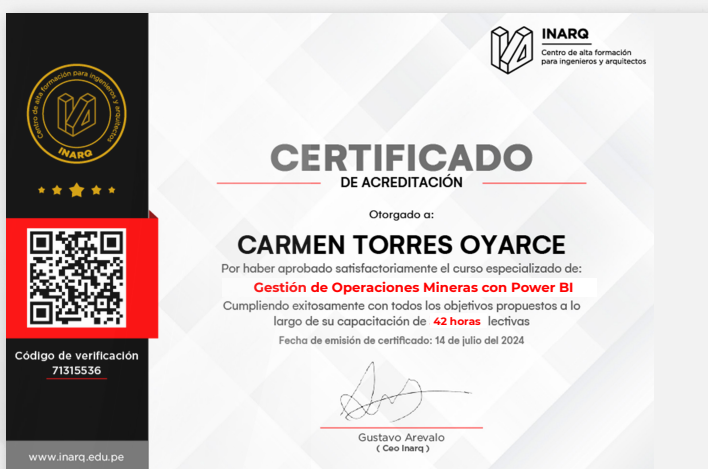 Centro de alta formación para ingenieros y arquitectos
INARQ
Código de verificación
71315536
www.inarq.edu.pe
INARQ
Centro de alta formación
para ingenieros y arquitectos
CERTIFICADO
DE ACREDITACIÓN
Otorgado a:
CARMEN TORRES OYARCE
Por haber aprobado satisfactoriamente el curso especializado de:
Gestión de Operaciones Mineras con Power BI
Cumpliendo exitosamente con todos los objetivos propuestos a lo
largo de su capacitación de 42 horas lectivas
Fecha de emisión de certificado: 14 de julio del 2024
Gustavo Arevalo
( Ceo Inarq )